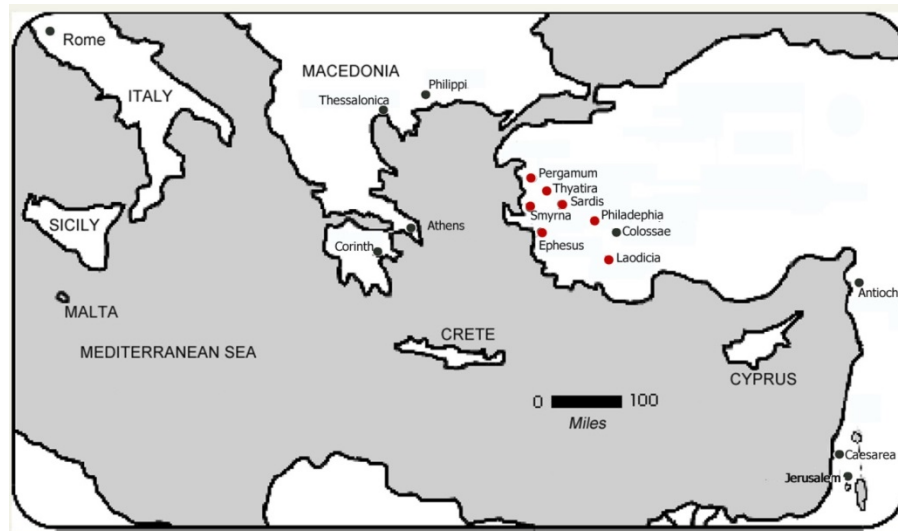 Rome
ITALY
MACEDONIA
Philippi
Thessalonica
Pergamum
Thyatira
Sardis
Smyrna
Philadephia
Ephesus
Colossae
Laodicia
Athens
Corinth
SICILY
MALTA
MEDITERRANEAN SEA
CRETE
CYPRUS
Antioch
0 100
Miles
Caesarea
Jerusalem